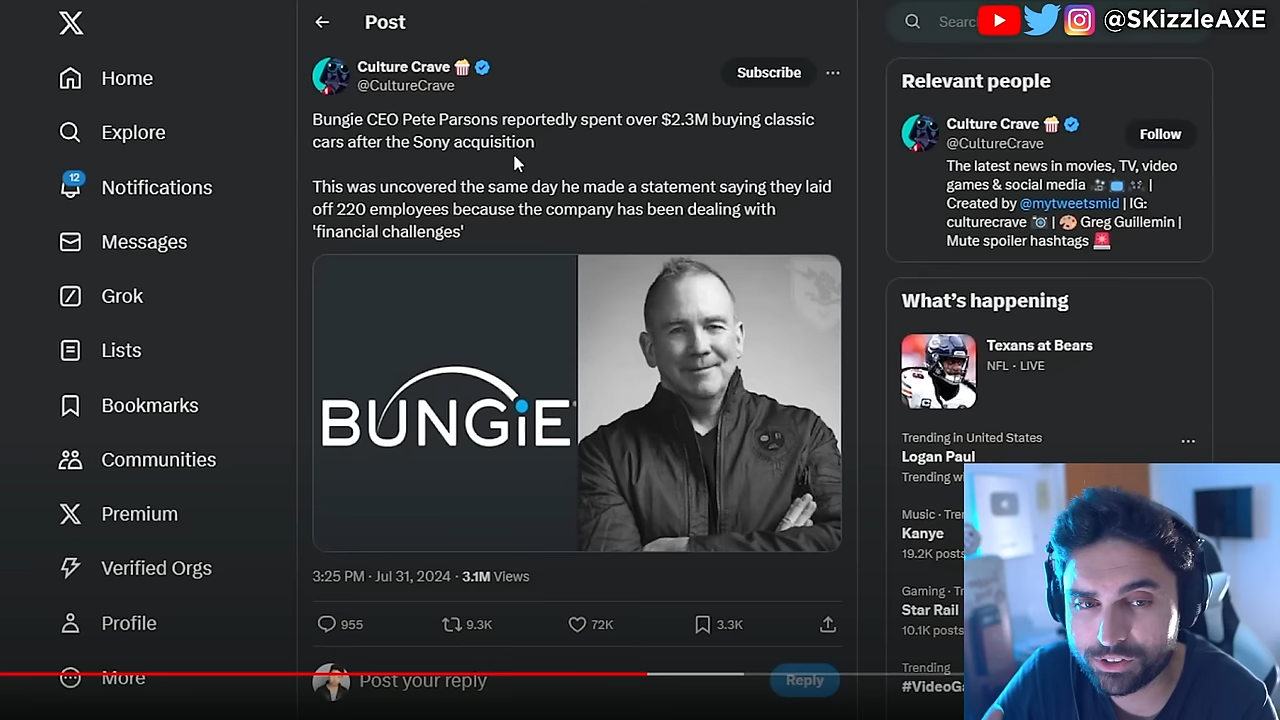 Home
Explore
12
Notifications
Messages
Grok
Lists
Bookmarks
Communities
Premium
Verified Orgs
Profile
More
Post
Culture Crave
@CultureCrave
Subscribe
Bungie CEO Pete Parsons reportedly spent over $2.3M buying classic
cars after the Sony acquisition
This was uncovered the same day he made a statement saying they laid
off 220 employees because the company has been dealing with
'financial challenges'
BUNGiE
3:25 PM · Jul 31, 2024 · 3.1M Views
955
9.3K
72K
3.3K
Post your reply
Reply
@SKizzleAXE
Relevant people
Culture Crave
@CultureCrave
Follow
The latest news in movies, TV, video
games & social media |
Created by @mytweetsmid | IG:
culturecrave | Greg Guillemin |
Mute spoiler hashtags
What's happening
Texans at Bears
NFL · LIVE
Trending in United States
Logan Paul
Trending
Music ·
Kanye
19.2K posts
Gaming ·
Star Rail
10.1K posts
Trending